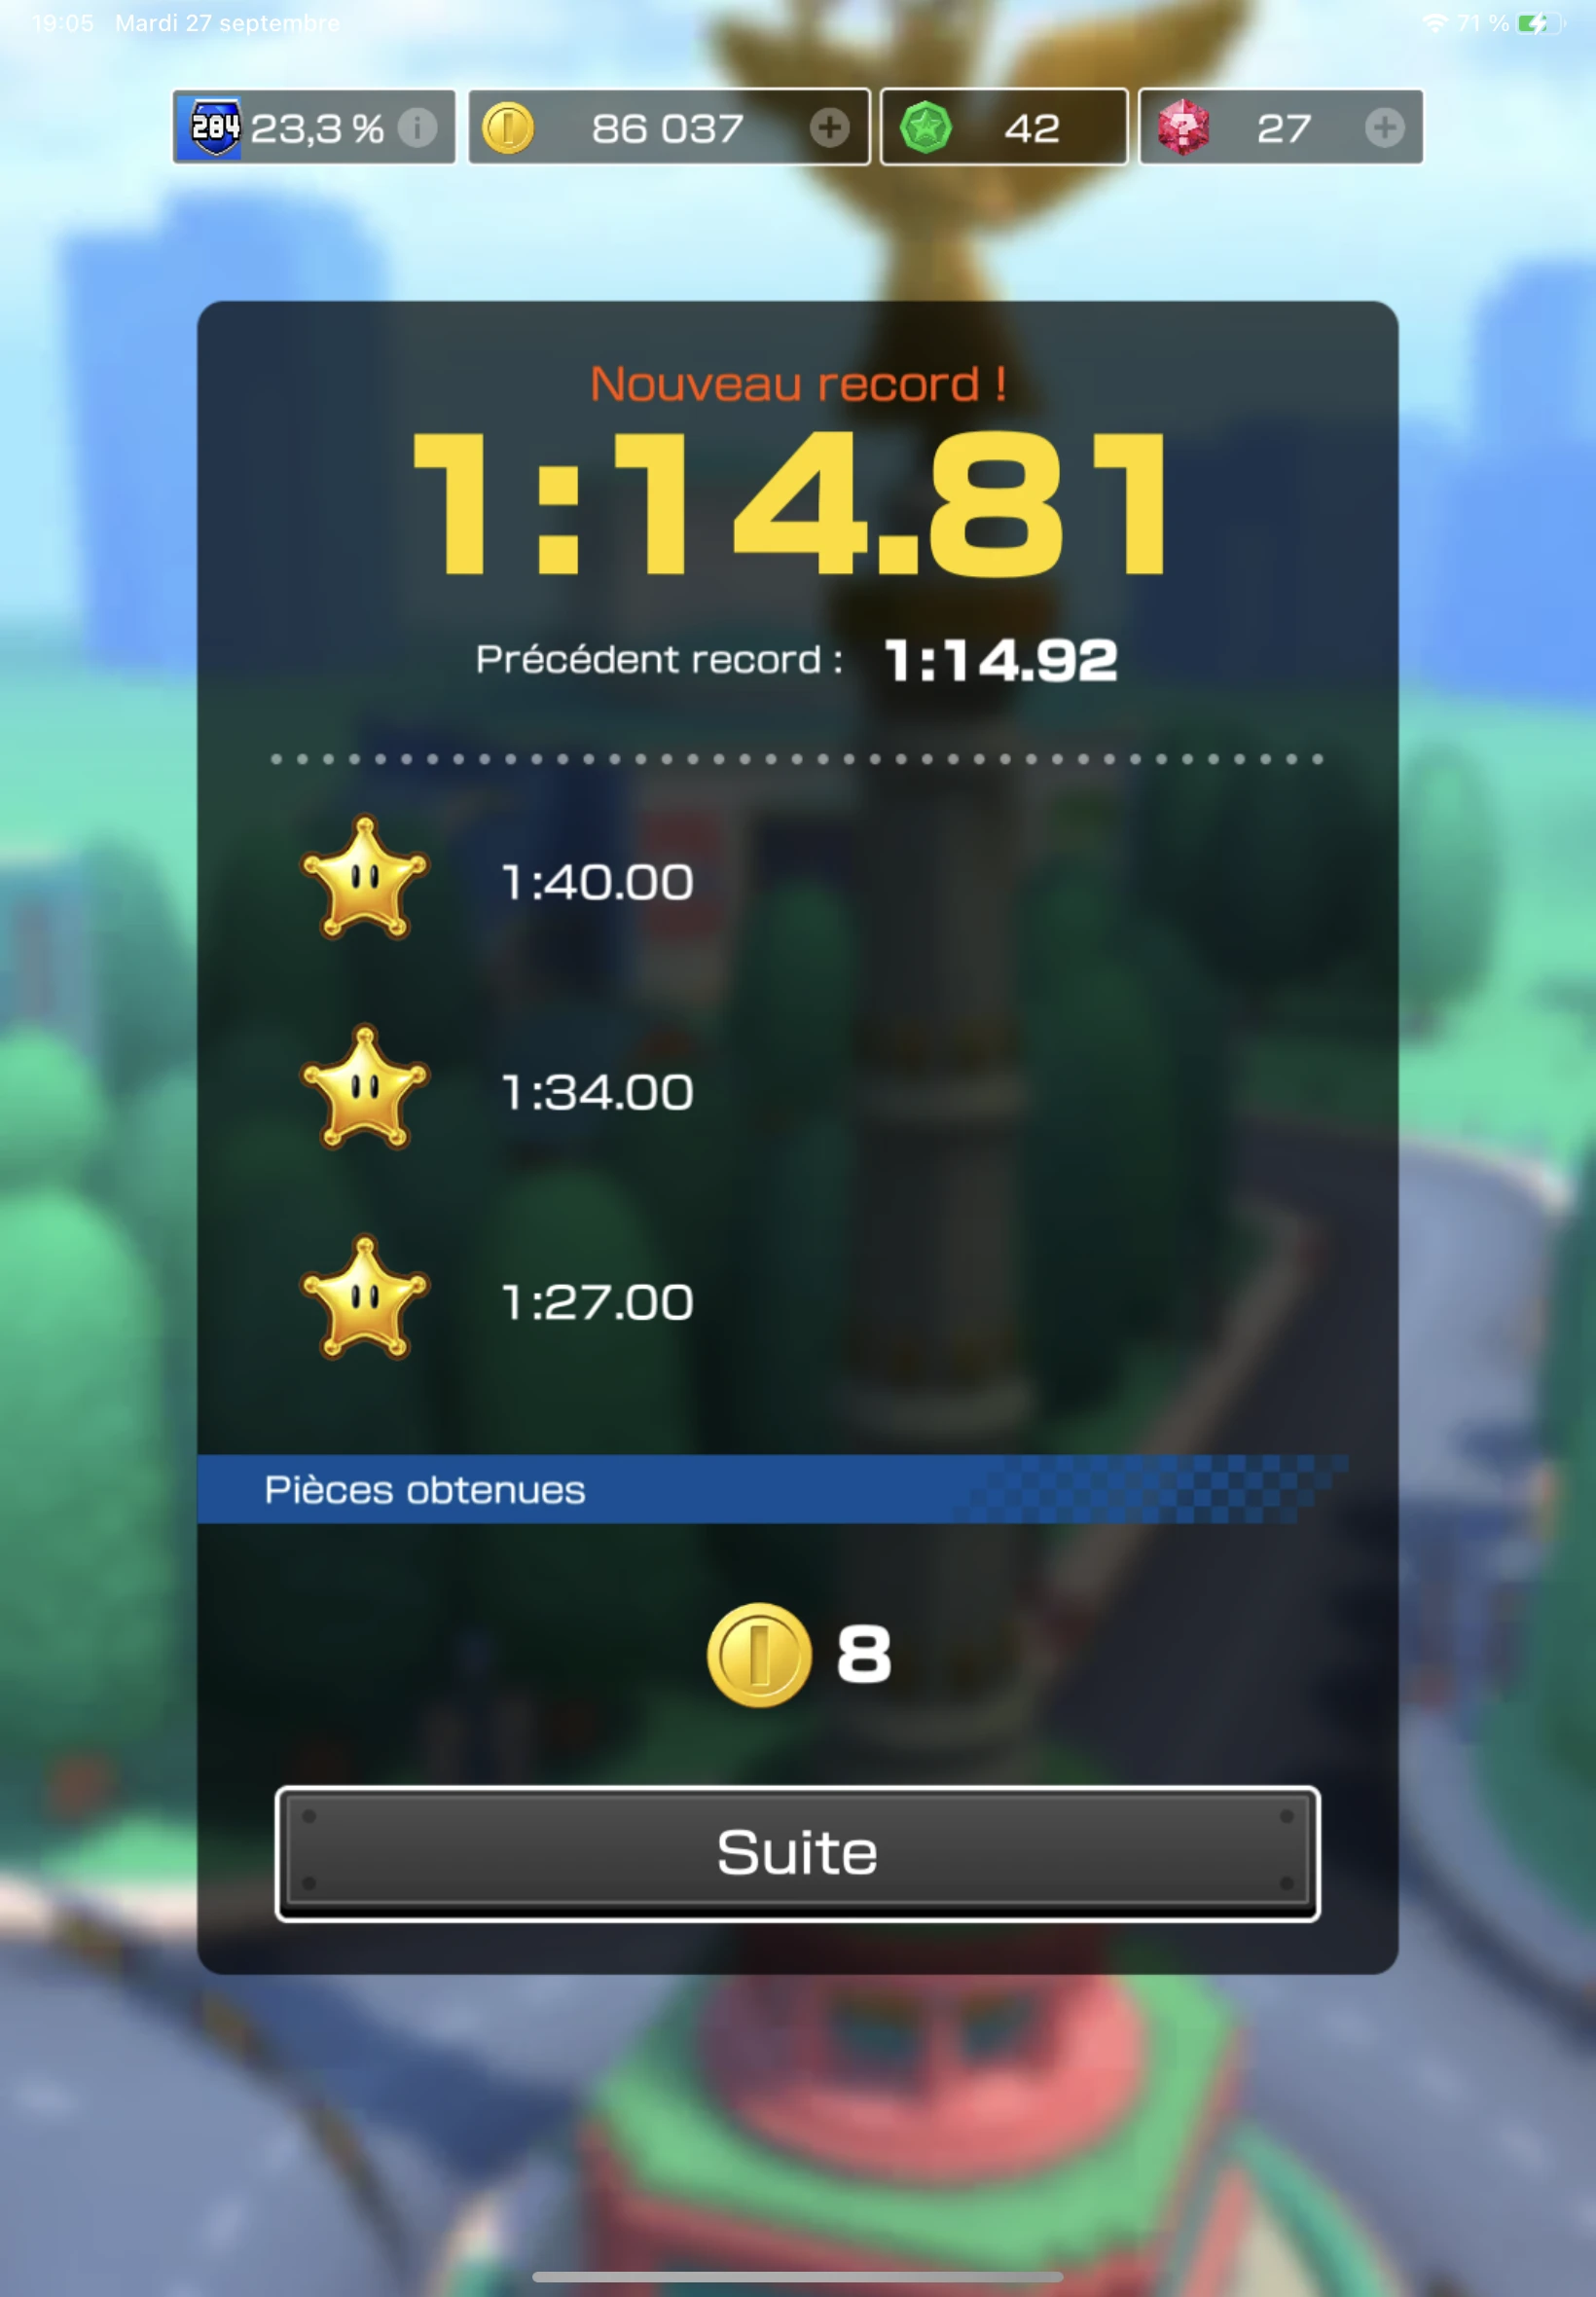 19:05 Mardi 27 septembre 71 %
284 23,3 % i 86 037 + 42 ? 27 +
Nouveau record !
1:14.81
Précédent record : 1:14.92
1:40.00
1:34.00
1:27.00
Pièces obtenues
8
Suite